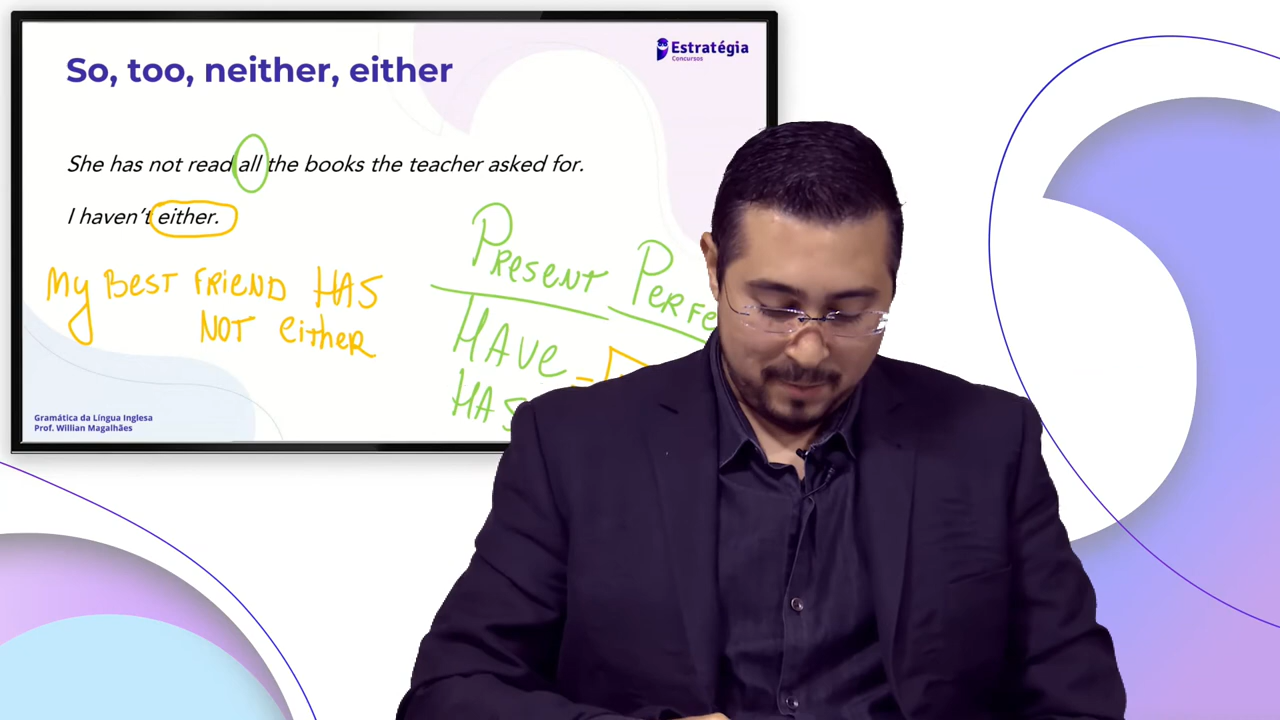 So, too, neither, either
Estratégia
Concursos
She has not read all the books the teacher asked for.
I haven't either.
My BEST FRiEND HAS
NOT eitHER
PRESENT
HAVE
HAS
Gramática da Língua Inglesa
Prof. Willian Magalhães